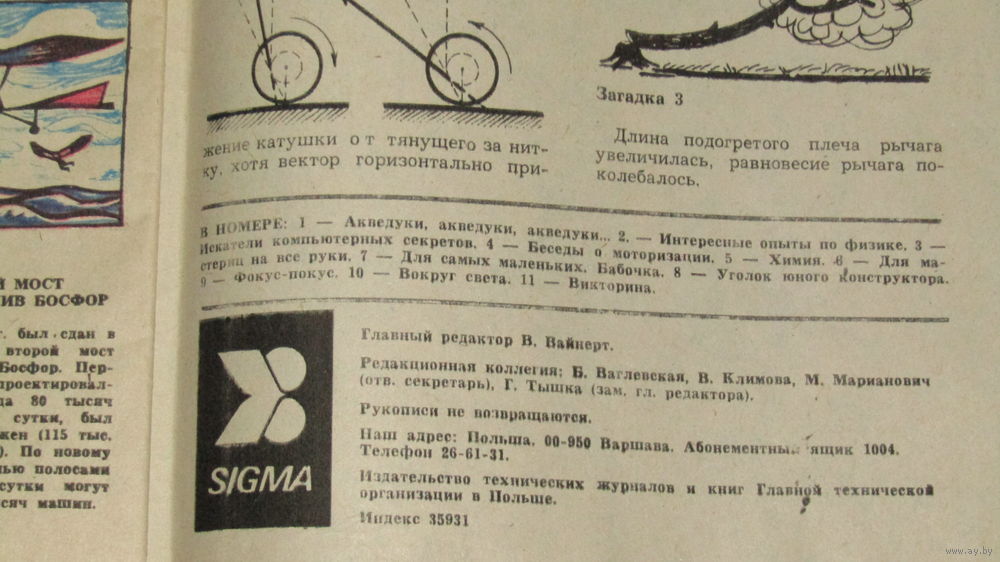 Й МОСТ
ИВ БОСФОР
г. был сдан в
второй мост
Босфор. Пер-
проектировал-
да 80 тысяч
сутки, был
жен (115 тыс.
). По новому
лью полосами
сутки могут
сяч машин.
жение катушки от тянущего за нит-
ку, хотя вектор горизонтально при-
Загадка 3
Длина подогретого плеча рычага
увеличилась, равновесие рычага по-
колебалось.
В НОМЕРЕ: 1 — Акведуки, акведуки, акведуки... 2. — Интересные опыты по физике. 3 —
Искатели компьютерных секретов. 4 — Беседы о моторизации. 5 — Химия. 6 — Для ма-
стериц на все руки. 7 — Для самых маленьких. Бабочка. 8 — Уголок юного конструктора.
9 — Фокус-покус. 10 — Вокруг света. 11 — Викторина.
SIGMA
Главный редактор В. Вайнерт.
Редакционная коллегия: Б. Ваглевская, В. Климова, М. Марианович
(отв. секретарь), Г. Тышка (зам. гл. редактора).
Рукописи не возвращаются.
Наш адрес: Польша, 00-950 Варшава. Абонементный ящик 1004.
Телефон 26-61-31.
Издательство технических журналов и книг Главной технической
организации в Польше.
Индекс 35931
www.ay.by